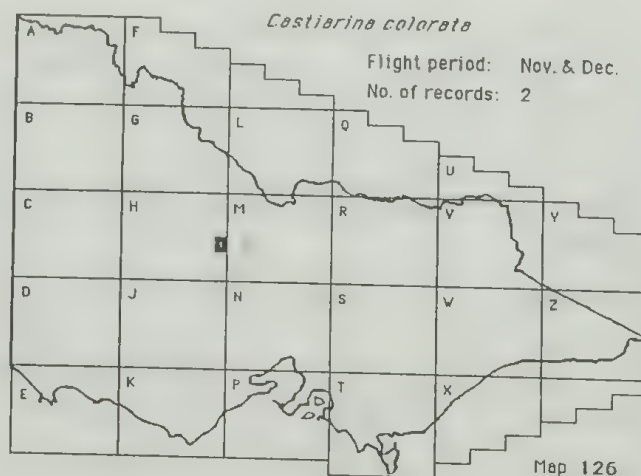 Castiarina colorata
Flight period: Nov. & Dec.
No. of records: 2
A F
B G L Q
U
C H M R V Y
D J N S W Z
E K P T X
Map 126